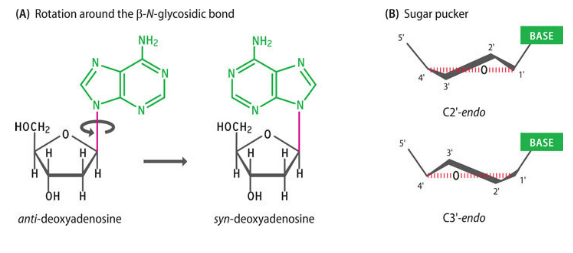 (A) Rotation around the β-N-glycosidic bond
NH2
N
N
N
N
HOCH2
O
H
H
H
H
OH
H
anti-deoxyadenosine
NH2
N
N
N
N
HOCH2
O
H
H
H
H
OH
H
syn-deoxyadenosine
(B) Sugar pucker
BASE
5'
2'
O
4'
3'
1'
C2'-endo
BASE
5'
3'
O
4'
2'
1'
C3'-endo